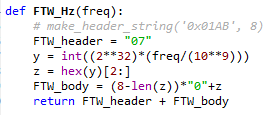 def FTW_Hz(freq):
    # make_header_string('0x01AB', 8)
    FTW_header = "07"
    y = int((2**32)*(freq/(10**9)))
    z = hex(y)[2:]
    FTW_body = (8-len(z))*"0"+z
    return FTW_header + FTW_body